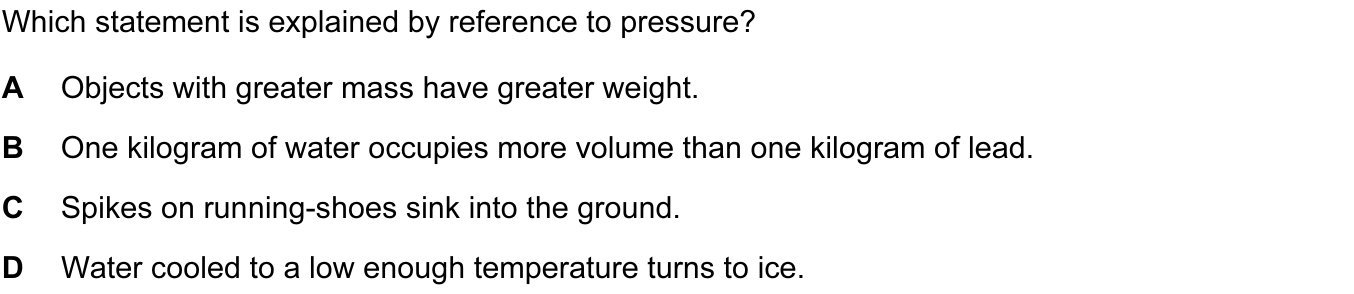 Which statement is explained by reference to pressure?
A Objects with greater mass have greater weight.
B One kilogram of water occupies more volume than one kilogram of lead.
C Spikes on running-shoes sink into the ground.
D Water cooled to a low enough temperature turns to ice.